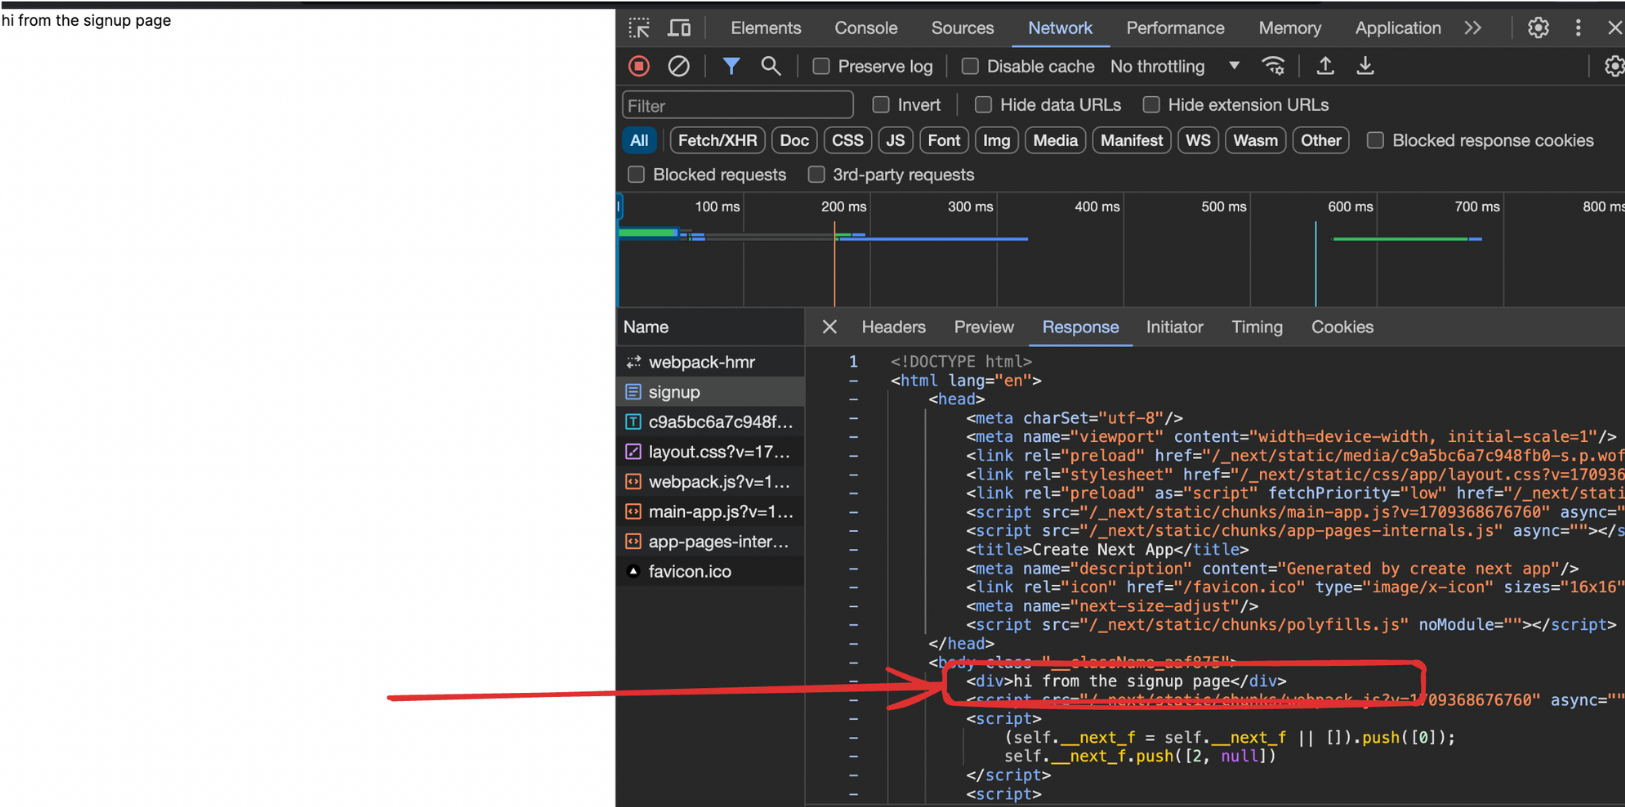 hi from the signup page
Elements Console Sources Network Performance Memory Application
Preserve log Disable cache No throttling
Filter Invert Hide data URLs Hide extension URLs
All Fetch/XHR Doc CSS JS Font Img Media Manifest WS Wasm Other Blocked response cookies
Blocked requests 3rd-party requests
100 ms 200 ms 300 ms 400 ms 500 ms 600 ms 700 ms 800 ms
Name
webpack-hmr
signup
c9a5bc6a7c948f...
layout.css?v=17...
webpack.js?v=1...
main-app.js?v=1...
app-pages-inter...
favicon.ico
Headers Preview Response Initiator Timing Cookies
1 <!DOCTYPE html>
- <html lang="en">
- <head>
- <meta charSet="utf-8"/>
- <meta name="viewport" content="width=device-width, initial-scale=1"/>
- <link rel="preload" href="/_next/static/media/c9a5bc6a7c948fb0-s.p.wof
- <link rel="stylesheet" href="/_next/static/css/app/layout.css?v=170936
- <link rel="preload" as="script" fetchPriority="low" href="/_next/stati
- <script src="/_next/static/chunks/main-app.js?v=1709368676760" async="
- <script src="/_next/static/chunks/app-pages-internals.js" async=""></s
- <title>Create Next App</title>
- <meta name="description" content="Generated by create next app"/>
- <link rel="icon" href="/favicon.ico" type="image/x-icon" sizes="16x16"
- <meta name="next-size-adjust"/>
- <script src="/_next/static/chunks/polyfills.js" noModule=""></script>
- </head>
- <body class="__className_aaf875">
- <div>hi from the signup page</div>
- <script src="/_next/static/chunks/webpack.js?v=1709368676760" async=""
- <script>
- (self.__next_f = self.__next_f || []).push([0]);
- self.__next_f.push([2, null])
- </script>
- <script>